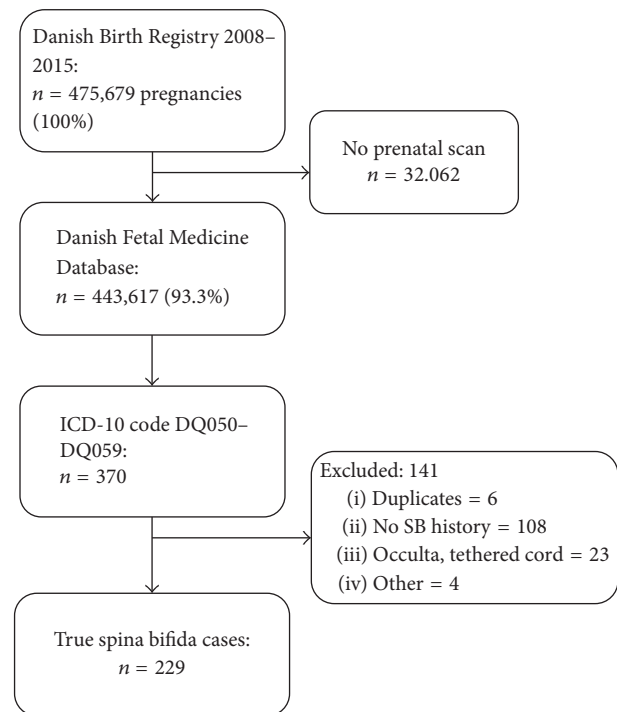 Danish Birth Registry 2008–
2015:
n = 475,679 pregnancies
(100%)
No prenatal scan
n = 32.062
Danish Fetal Medicine
Database:
n = 443,617 (93.3%)
ICD-10 code DQ050–
DQ059:
n = 370
Excluded: 141
(i) Duplicates = 6
(ii) No SB history = 108
(iii) Occulta, tethered cord = 23
(iv) Other = 4
True spina bifida cases:
n = 229